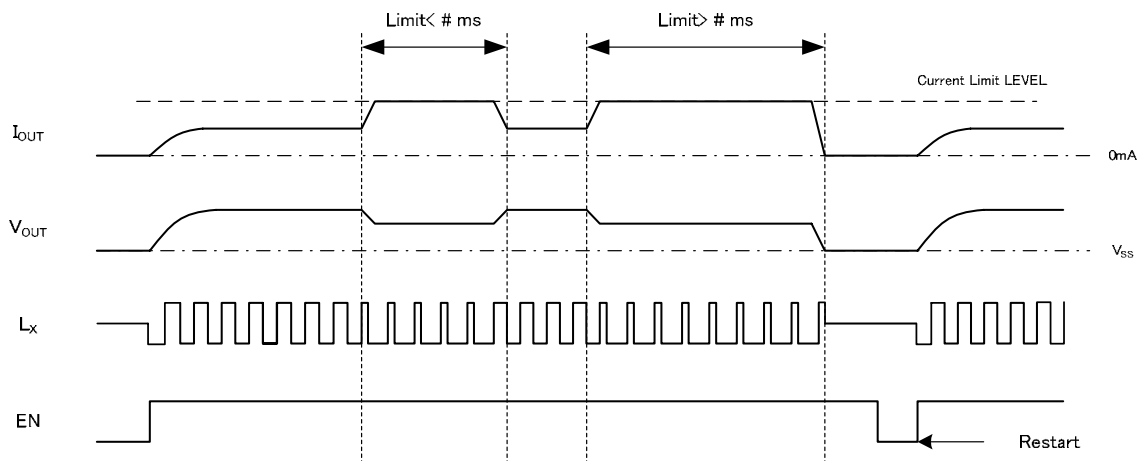 Limit< # ms
Limit> # ms
Current Limit LEVEL
IOUT
0mA
VOUT
VSS
LX
EN
Restart